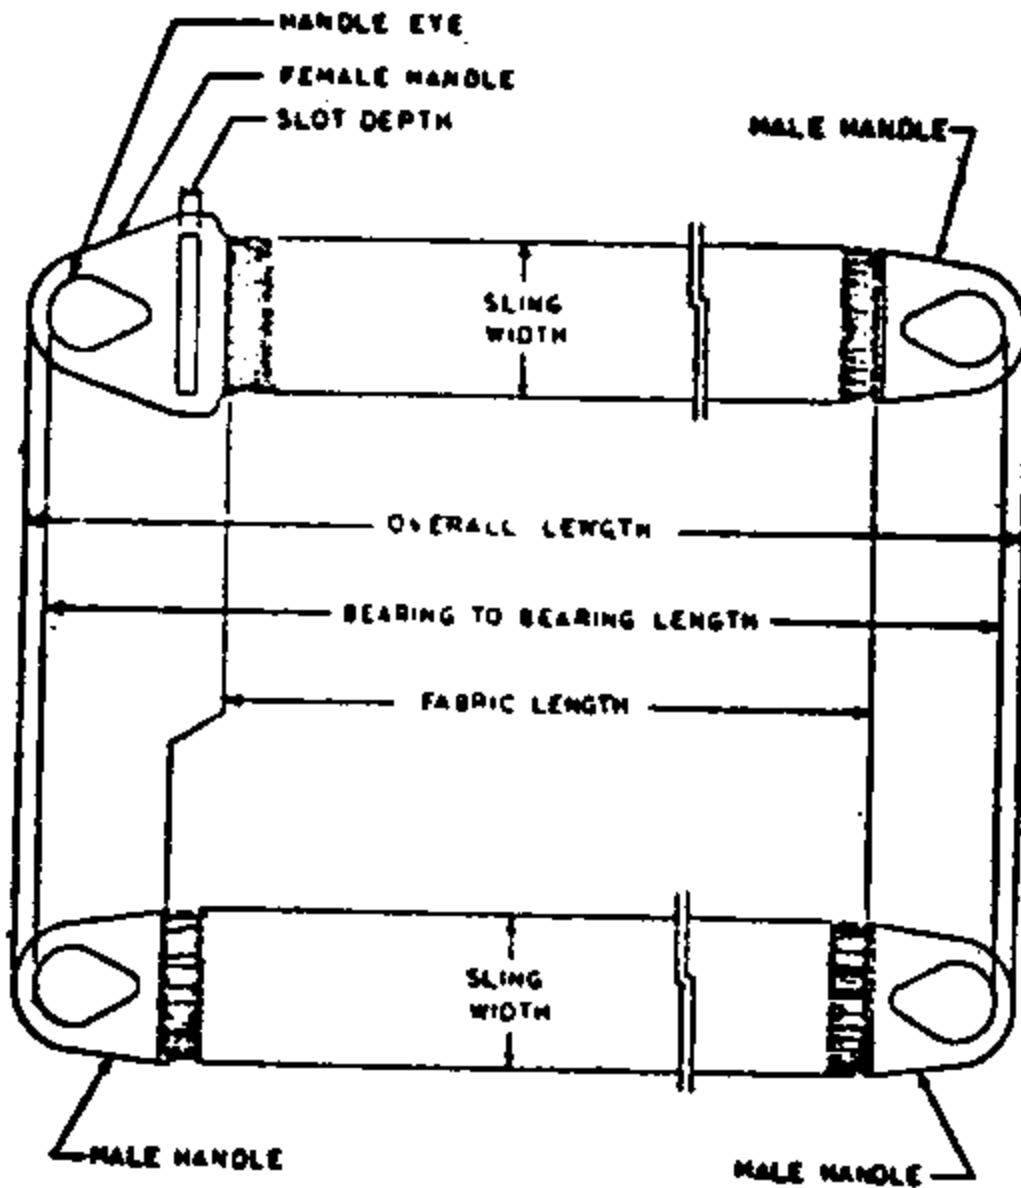 HANDLE EYE
FEMALE HANDLE
SLOT DEPTH
MALE HANDLE
SLING
WIDTH
OVERALL LENGTH
BEARING TO BEARING LENGTH
FABRIC LENGTH
SLING
WIDTH
MALE HANDLE
MALE HANDLE